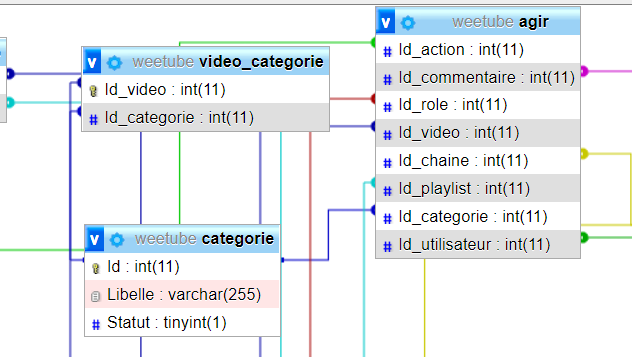 v weetube video_categorie
Id_video : int(11)
# Id_categorie : int(11)
v weetube agir
# Id_action : int(11)
# Id_commentaire : int(11)
# Id_role : int(11)
# Id_video : int(11)
# Id_chaine : int(11)
# Id_playlist : int(11)
# Id_categorie : int(11)
# Id_utilisateur : int(11)
v weetube categorie
Id : int(11)
Libelle : varchar(255)
# Statut : tinyint(1)